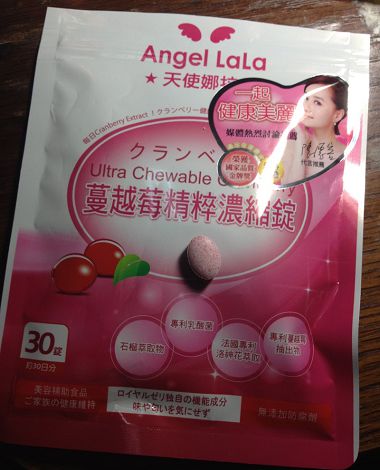 Angel LaLa
★天使娜拉
一起
健康美麗
媒體熱烈討論
毎日Cranberry Extract！クランベリー健
榮獲
國家品質
金牌獎
代言推薦
クランベ
Ultra Chewable
蔓越莓精粹濃縮錠
30錠
約30日分
石榴萃取物
專利乳酸菌
法國專利
洛神花萃取
專利蔓越莓
抽出物
美容補助食品
ご家族の健康維持
ロイヤルゼリ独自の機能成分
味や匂いを気にせず
無添加防腐劑